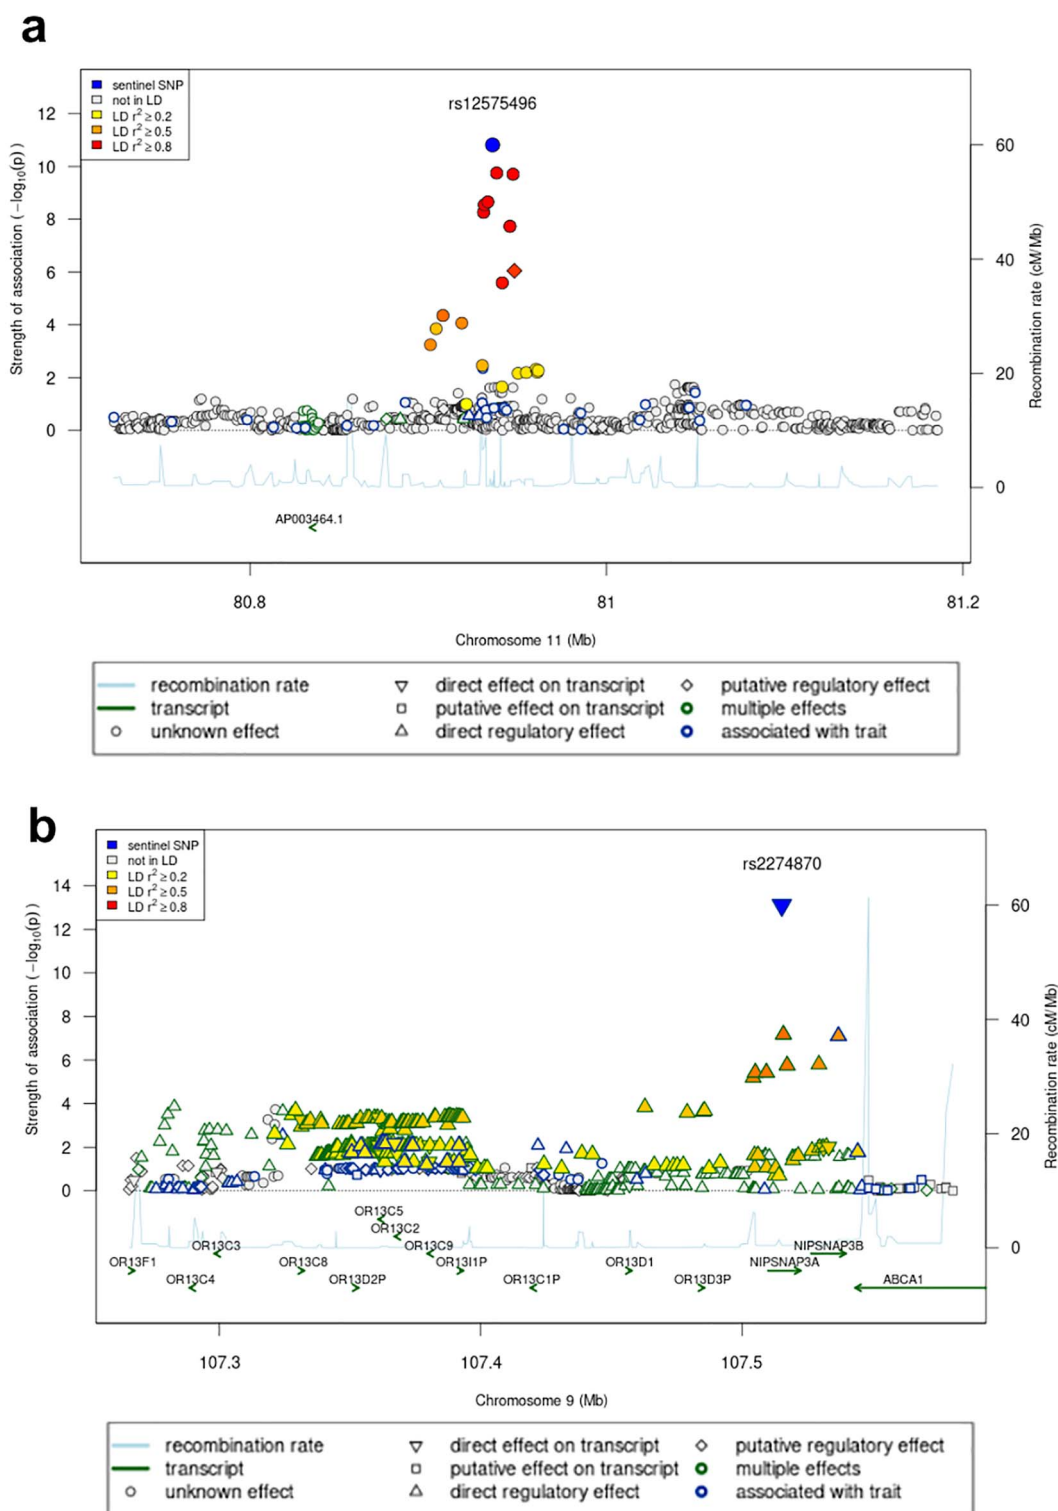 a
sentinel SNP
not in LD
LD r² ≥ 0.2
LD r² ≥ 0.5
LD r² ≥ 0.8
rs12575496
12
10
8
6
4
2
0
Strength of association (−log10(p))
60
40
20
0
Recombination rate (cM/Mb)
AP003464.1
80.8 81 81.2
Chromosome 11 (Mb)
recombination rate direct effect on transcript putative regulatory effect
transcript putative effect on transcript multiple effects
unknown effect direct regulatory effect associated with trait
b
sentinel SNP
not in LD
LD r² ≥ 0.2
LD r² ≥ 0.5
LD r² ≥ 0.8
rs2274870
14
12
10
8
6
4
2
0
Strength of association (−log10(p))
60
40
20
0
Recombination rate (cM/Mb)
OR13C5
OR13C2
OR13C3 OR13C9 NIPSNAP3B
OR13F1 OR13C8 OR13I1P OR13D1 NIPSNAP3A
OR13C4 OR13D2P OR13C1P OR13D3P ABCA1
107.3 107.4 107.5
Chromosome 9 (Mb)
recombination rate direct effect on transcript putative regulatory effect
transcript putative effect on transcript multiple effects
unknown effect direct regulatory effect associated with trait